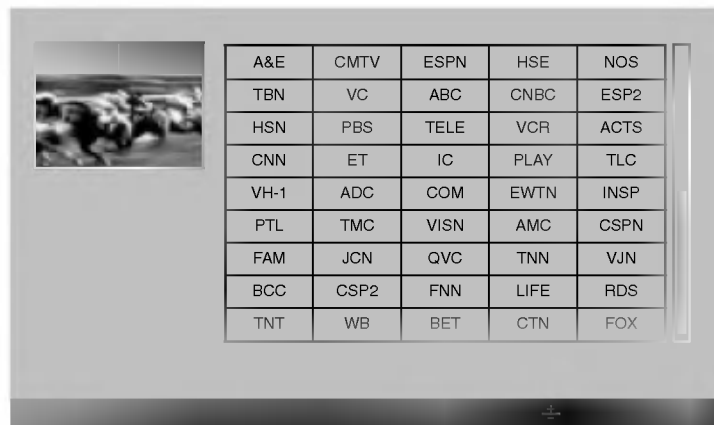 A&E CMTV ESPN HSE NOS
TBN VC ABC CNBC ESP2
HSN PBS TELE VCR ACTS
CNN ET IC PLAY TLC
VH-1 ADC COM EWTN INSP
PTL TMC VISN AMC CSPN
FAM JCN QVC TNN VJN
BCC CSP2 FNN LIFE RDS
TNT WB BET CTN FOX